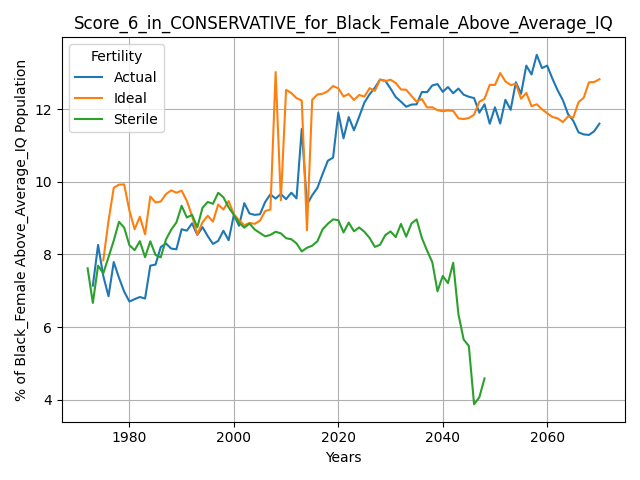 Score_6_in_CONSERVATIVE_for_Black_Female_Above_Average_IQ
Fertility
Actual
Ideal
Sterile
% of Black_Female Above_Average_IQ Population
12
10
8
6
4
1980
2000
2020
2040
2060
Years